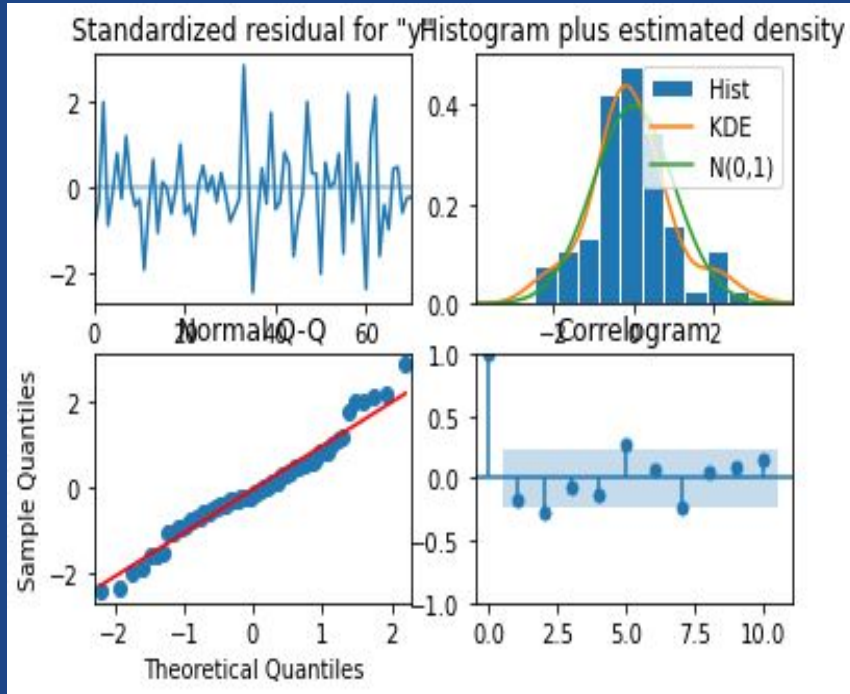 Standardized residual for "y"
Histogram plus estimated density
2
0
−2
0 20 40 60
0.4
0.2
0.0
−2 0 2
Hist
KDE
N(0,1)
Normal Q-Q
Sample Quantiles
2
0
−2
−2 −1 0 1 2
Theoretical Quantiles
Correlogram
1.0
0.5
0.0
−0.5
−1.0
0.0 2.5 5.0 7.5 10.0